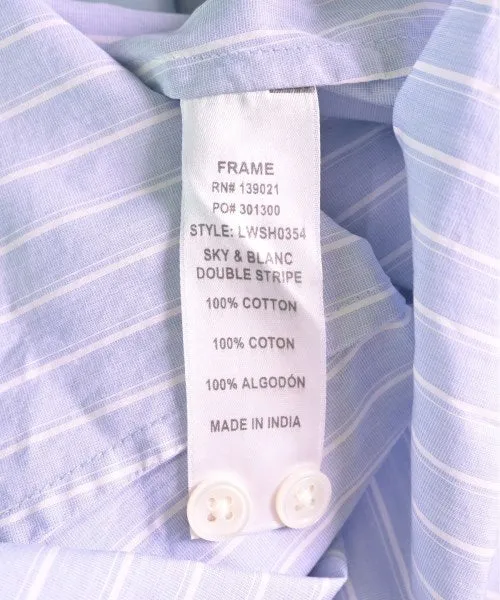 FRAME
RN# 139021
PO# 301300
STYLE: LWSH0354
SKY & BLANC
DOUBLE STRIPE
100% COTTON
100% COTON
100% ALGODÓN
MADE IN INDIA